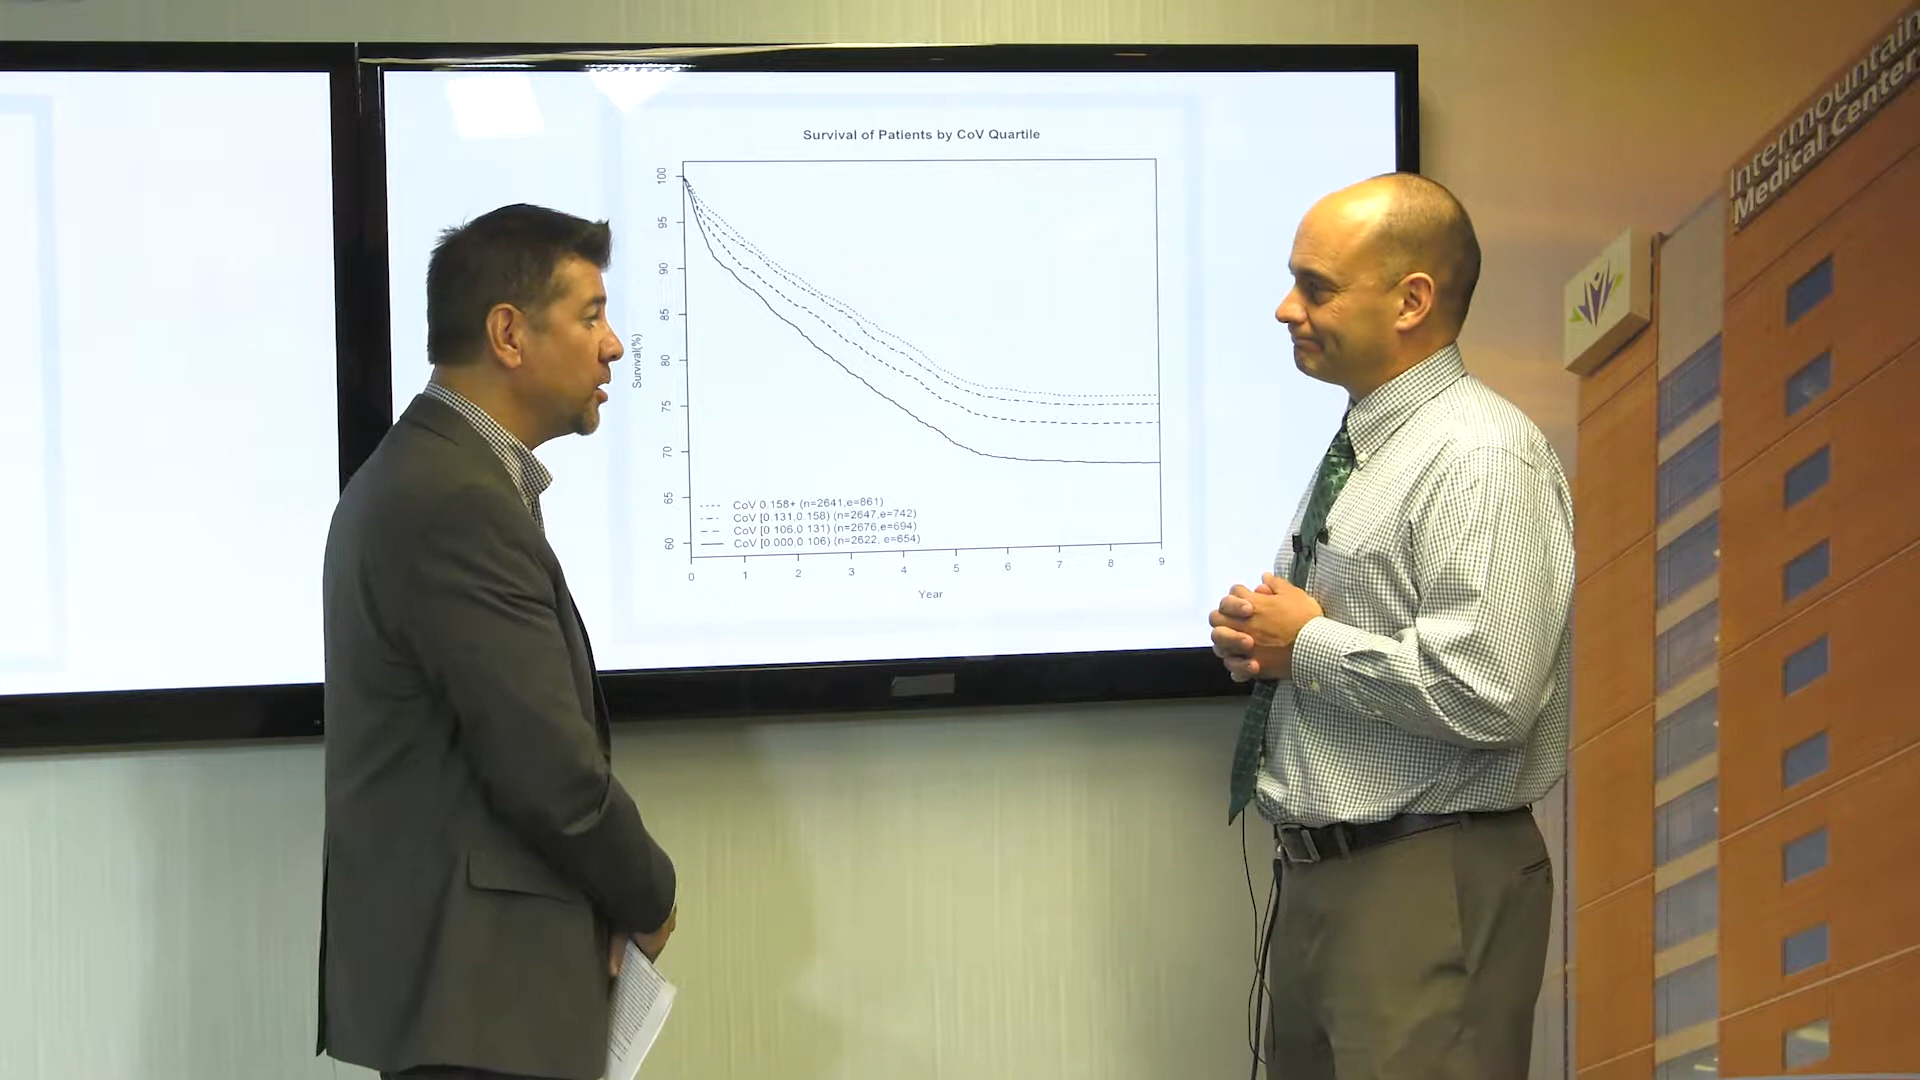 Survival of Patients by CoV Quartile
100
95
90
85
80
75
70
65
60
Survival(%)
CoV 0.158+ (n=2641,e=861)
CoV [0.131,0.158) (n=2647,e=742)
CoV [0.106,0.131) (n=2676,e=694)
CoV [0.000,0.106) (n=2622, e=654)
0 1 2 3 4 5 6 7 8 9
Year
Intermountain
Medical Center